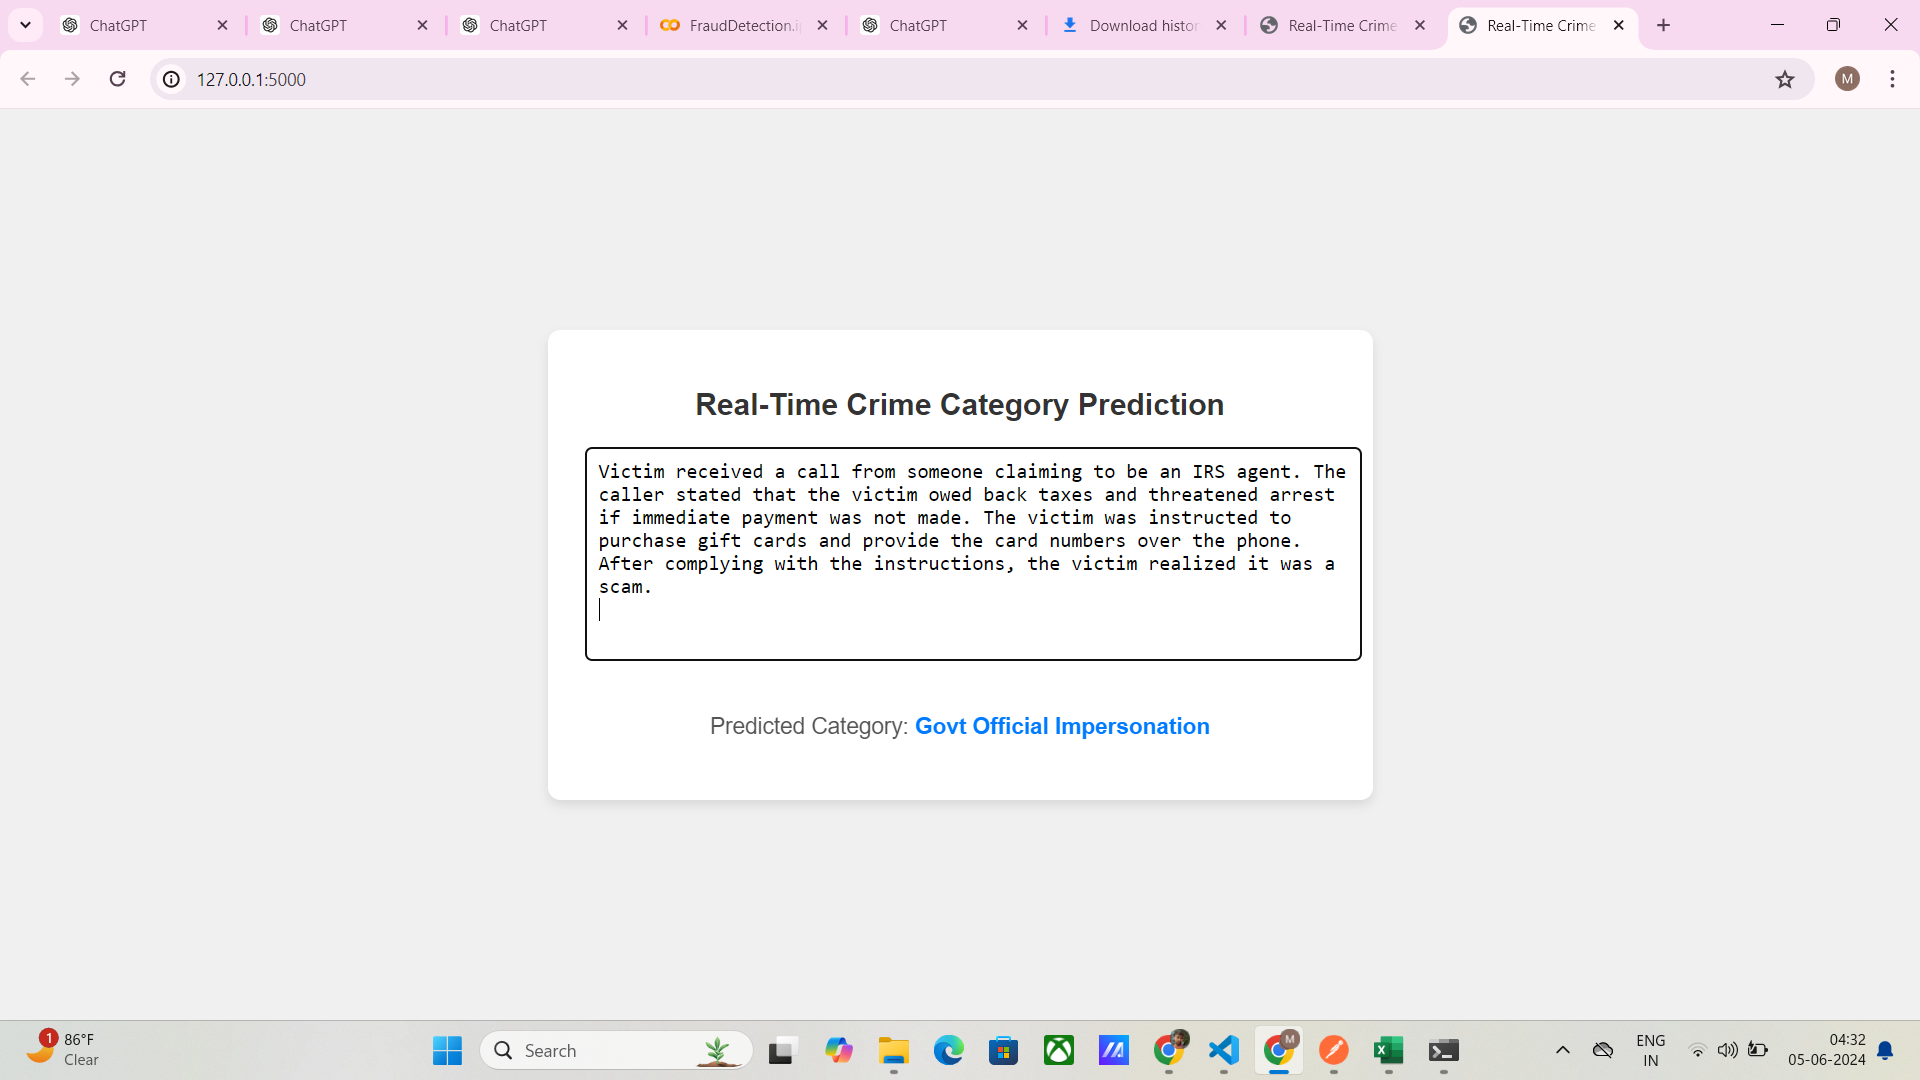 ChatGPT
ChatGPT
ChatGPT
FraudDetection.i
ChatGPT
Download histor
Real-Time Crime
Real-Time Crime
127.0.0.1:5000
M
Real-Time Crime Category Prediction
Victim received a call from someone claiming to be an IRS agent. The
caller stated that the victim owed back taxes and threatened arrest
if immediate payment was not made. The victim was instructed to
purchase gift cards and provide the card numbers over the phone.
After complying with the instructions, the victim realized it was a
scam.
Predicted Category: Govt Official Impersonation
1
86°F
Clear
Search
M
ENG
IN
04:32
05-06-2024